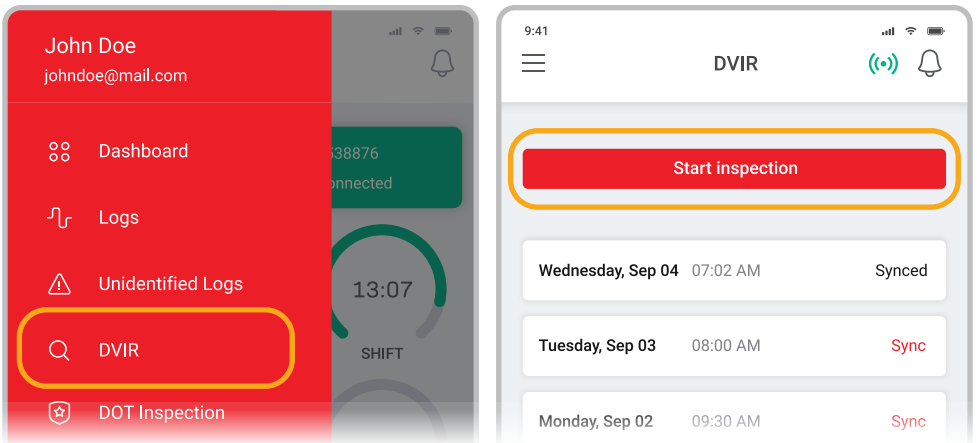 John Doe
johndoe@mail.com
Dashboard
Logs
Unidentified Logs
DVIR
DOT Inspection
538876
onnected
13:07
SHIFT
9:41
DVIR
Start inspection
Wednesday, Sep 04 07:02 AM Synced
Tuesday, Sep 03 08:00 AM Sync
Monday, Sep 02 09:30 AM Sync